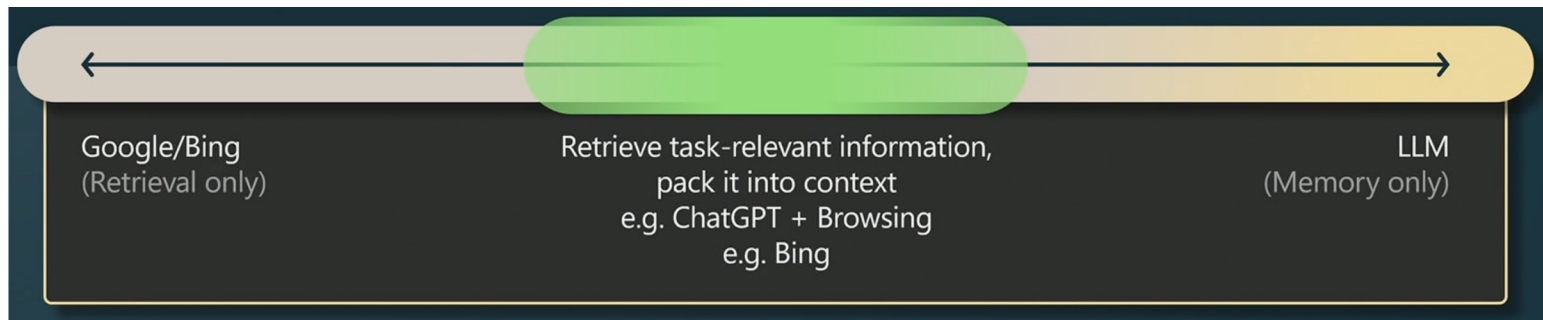 Google/Bing
(Retrieval only)
Retrieve task-relevant information,
pack it into context
e.g. ChatGPT + Browsing
e.g. Bing
LLM
(Memory only)